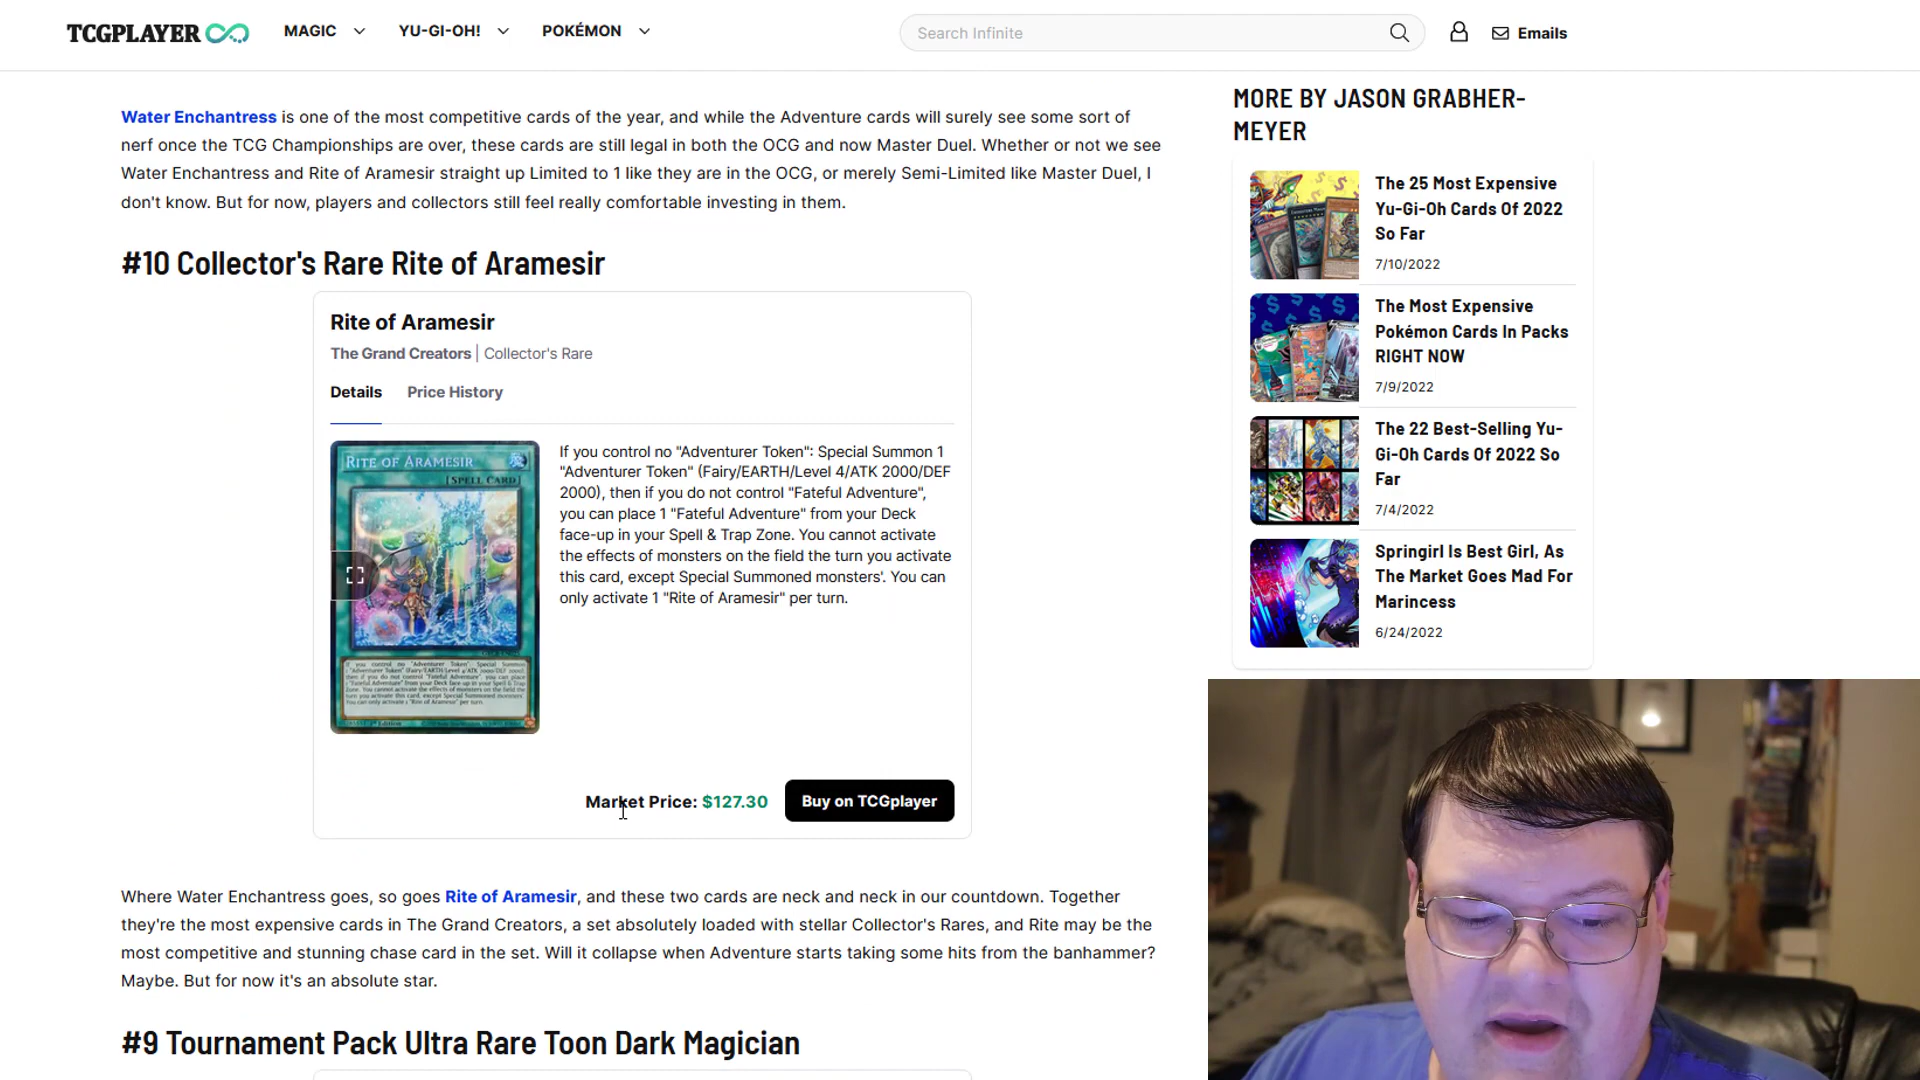 TCGPLAYER
MAGIC
YU-GI-OH!
POKÉMON
Search Infinite
Emails
Water Enchantress is one of the most competitive cards of the year, and while the Adventure cards will surely see some sort of
nerf once the TCG Championships are over, these cards are still legal in both the OCG and now Master Duel. Whether or not we see
Water Enchantress and Rite of Aramesir straight up Limited to 1 like they are in the OCG, or merely Semi-Limited like Master Duel, I
don't know. But for now, players and collectors still feel really comfortable investing in them.
#10 Collector's Rare Rite of Aramesir
Rite of Aramesir
The Grand Creators | Collector's Rare
Details
Price History
RITE OF ARAMESIR
[SPELL CARD]
If you control no "Adventurer Token": Special Summon 1
"Adventurer Token" (Fairy/EARTH/Level 4/ATK 2000/DEF
2000), then if you do not control "Fateful Adventure",
you can place 1 "Fateful Adventure" from your Deck
face-up in your Spell & Trap Zone. You cannot activate
the effects of monsters on the field the turn you activate
this card, except Special Summoned monsters'. You can
only activate 1 "Rite of Aramesir" per turn.
Market Price: $127.30
Buy on TCGplayer
Where Water Enchantress goes, so goes Rite of Aramesir, and these two cards are neck and neck in our countdown. Together
they're the most expensive cards in The Grand Creators, a set absolutely loaded with stellar Collector's Rares, and Rite may be the
most competitive and stunning chase card in the set. Will it collapse when Adventure starts taking some hits from the banhammer?
Maybe. But for now it's an absolute star.
#9 Tournament Pack Ultra Rare Toon Dark Magician
MORE BY JASON GRABHER-
MEYER
The 25 Most Expensive
Yu-Gi-Oh Cards Of 2022
So Far
7/10/2022
The Most Expensive
Pokémon Cards In Packs
RIGHT NOW
7/9/2022
The 22 Best-Selling Yu-
Gi-Oh Cards Of 2022 So
Far
7/4/2022
Springirl Is Best Girl, As
The Market Goes Mad For
Marincess
6/24/2022